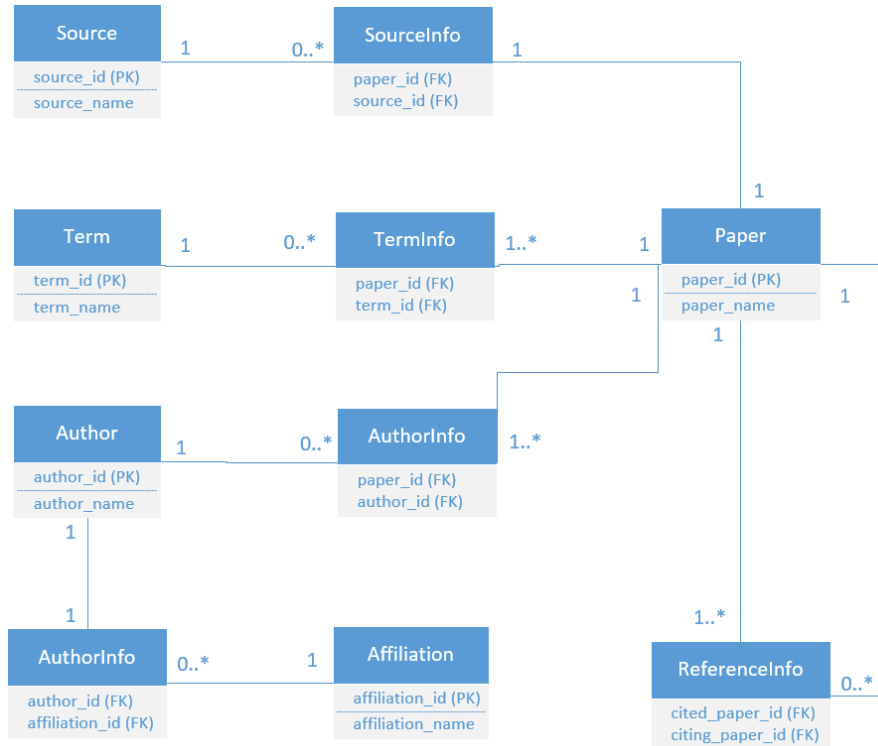 Source
1
0..*
SourceInfo
1
source_id (PK)
source_name
paper_id (FK)
source_id (FK)
1
Term
1
0..*
TermInfo
1..*
1
Paper
term_id (PK)
term_name
paper_id (FK)
term_id (FK)
1
paper_id (PK)
paper_name
1
1
Author
1
0..*
AuthorInfo
1..*
author_id (PK)
author_name
paper_id (FK)
author_id (FK)
1
1
1..*
AuthorInfo
0..*
1
Affiliation
ReferenceInfo
0..*
author_id (FK)
affiliation_id (FK)
affiliation_id (PK)
affiliation_name
cited_paper_id (FK)
citing_paper_id (FK)